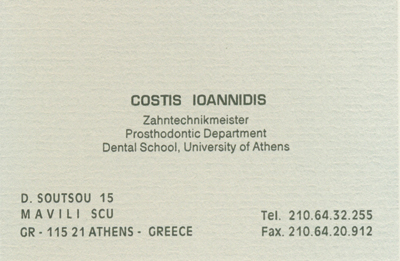 COSTIS IOANNIDIS
Zahntechnikmeister
Prosthodontic Department
Dental School, University of Athens
D. SOUTSOU 15
MAVILI SCU
GR - 115 21 ATHENS - GREECE
Tel. 210.64.32.255
Fax. 210.64.20.912